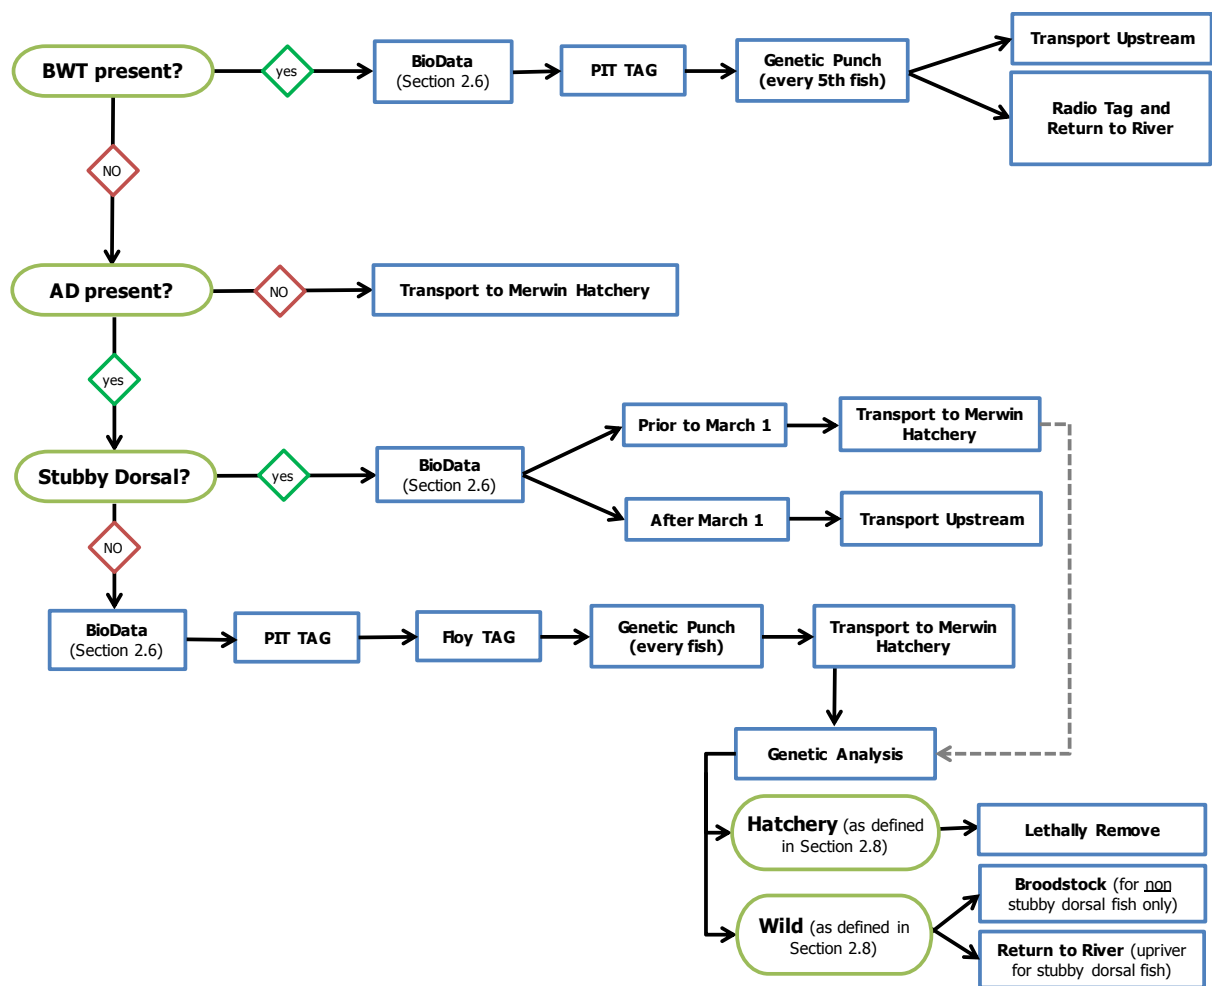 BWT present?
yes
BioData
(Section 2.6)
PIT TAG
Genetic Punch
(every 5th fish)
Transport Upstream
Radio Tag and
Return to River
NO
AD present?
NO
Transport to Merwin Hatchery
yes
Stubby Dorsal?
yes
BioData
(Section 2.6)
Prior to March 1
Transport to Merwin
Hatchery
After March 1
Transport Upstream
NO
BioData
(Section 2.6)
PIT TAG
Floy TAG
Genetic Punch
(every fish)
Transport to Merwin
Hatchery
Genetic Analysis
Hatchery (as defined
in Section 2.8)
Lethally Remove
Wild (as defined in
Section 2.8)
Broodstock (for non
stubby dorsal fish only)
Return to River (upriver
for stubby dorsal fish)